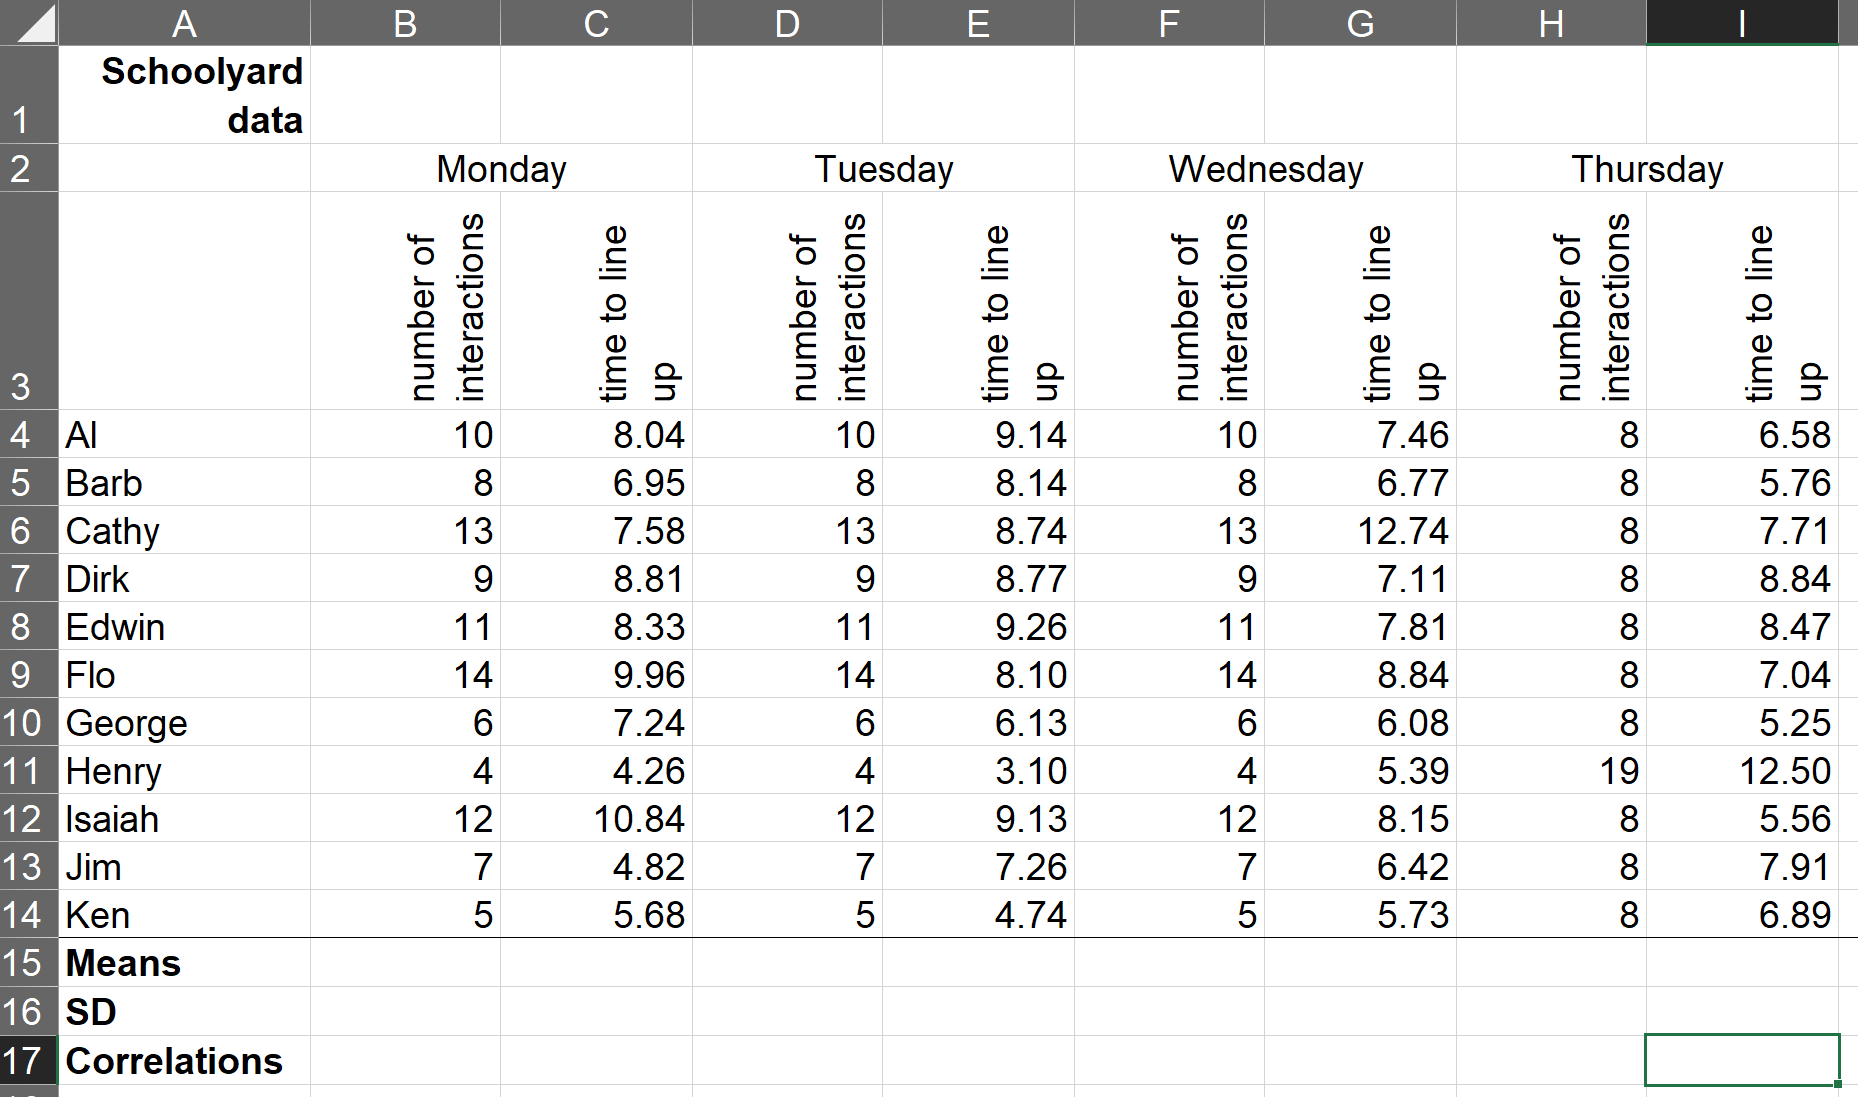 A B C D E F G H I
Schoolyard
1 data
2 Monday Tuesday Wednesday Thursday
3 number of interactions time to line up number of interactions time to line up number of interactions time to line up number of interactions time to line up
4 Al 10 8.04 10 9.14 10 7.46 8 6.58
5 Barb 8 6.95 8 8.14 8 6.77 8 5.76
6 Cathy 13 7.58 13 8.74 13 12.74 8 7.71
7 Dirk 9 8.81 9 8.77 9 7.11 8 8.84
8 Edwin 11 8.33 11 9.26 11 7.81 8 8.47
9 Flo 14 9.96 14 8.10 14 8.84 8 7.04
10 George 6 7.24 6 6.13 6 6.08 8 5.25
11 Henry 4 4.26 4 3.10 4 5.39 19 12.50
12 Isaiah 12 10.84 12 9.13 12 8.15 8 5.56
13 Jim 7 4.82 7 7.26 7 6.42 8 7.91
14 Ken 5 5.68 5 4.74 5 5.73 8 6.89
15 Means
16 SD
17 Correlations